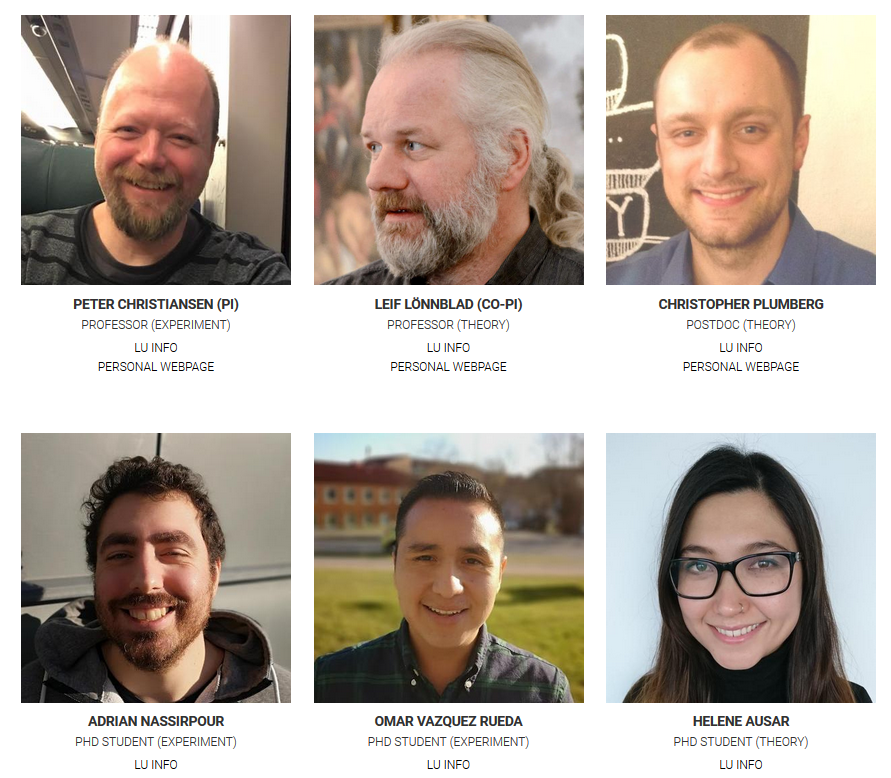 PETER CHRISTIANSEN (PI)
PROFESSOR (EXPERIMENT)
LU INFO
PERSONAL WEBPAGE
LEIF LÖNNBLAD (CO-PI)
PROFESSOR (THEORY)
LU INFO
PERSONAL WEBPAGE
Y
CHRISTOPHER PLUMBERG
POSTDOC (THEORY)
LU INFO
PERSONAL WEBPAGE
ADRIAN NASSIRPOUR
PHD STUDENT (EXPERIMENT)
LU INFO
OMAR VAZQUEZ RUEDA
PHD STUDENT (EXPERIMENT)
LU INFO
HELENE AUSAR
PHD STUDENT (THEORY)
LU INFO